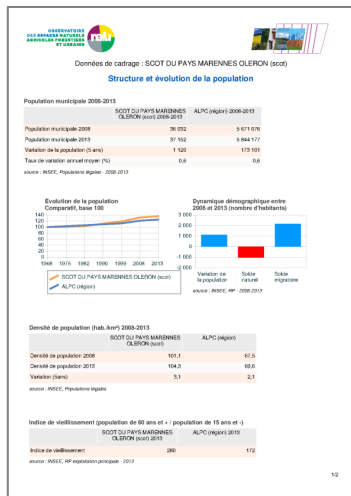 OBSERVATOIRE
DES ESPACES NATURELS
AGRICOLES FORESTIERS
ET URBAINS
Données de cadrage : SCOT DU PAYS MARENNES OLERON (scot)
Structure et évolution de la population
Population municipale 2008-2013
SCOT DU PAYS MARENNES OLERON (scot) 2008-2013
ALPC (région) 2008-2013
Population municipale 2008 36 032 5 671 076
Population municipale 2013 37 152 5 844 177
Variation de la population (5 ans) 1 120 173 101
Taux de variation annuel moyen (%) 0,6 0,6
source : INSEE, Populations légales - 2008-2013
Évolution de la population
Comparatif, base 100
140
120
100
80
60
40
20
0
1968 1975 1982 1990 1999 2008 2013
SCOT DU PAYS MARENNES OLERON (scot)
ALPC (région)
Dynamique démographique entre
2008 et 2013 (nombre d'habitants)
3 000
2 000
1 000
0
-1 000
-2 000
Variation de la population
Solde naturel
Solde migratoire
source : INSEE, RP - 2008-2013
Densité de population (hab./km²) 2008-2013
SCOT DU PAYS MARENNES OLERON (scot)
ALPC (région)
Densité de population 2008 101,1 67,5
Densité de population 2013 104,3 69,6
Variation (5ans) 3,1 2,1
source : INSEE, Populations légales
Indice de vieillissement (population de 60 ans et + / population de 15 ans et -)
SCOT DU PAYS MARENNES OLERON (scot) 2013
ALPC (région) 2013
Indice de vieillissement 280 172
source : INSEE, RP exploitation principale - 2013
1/2